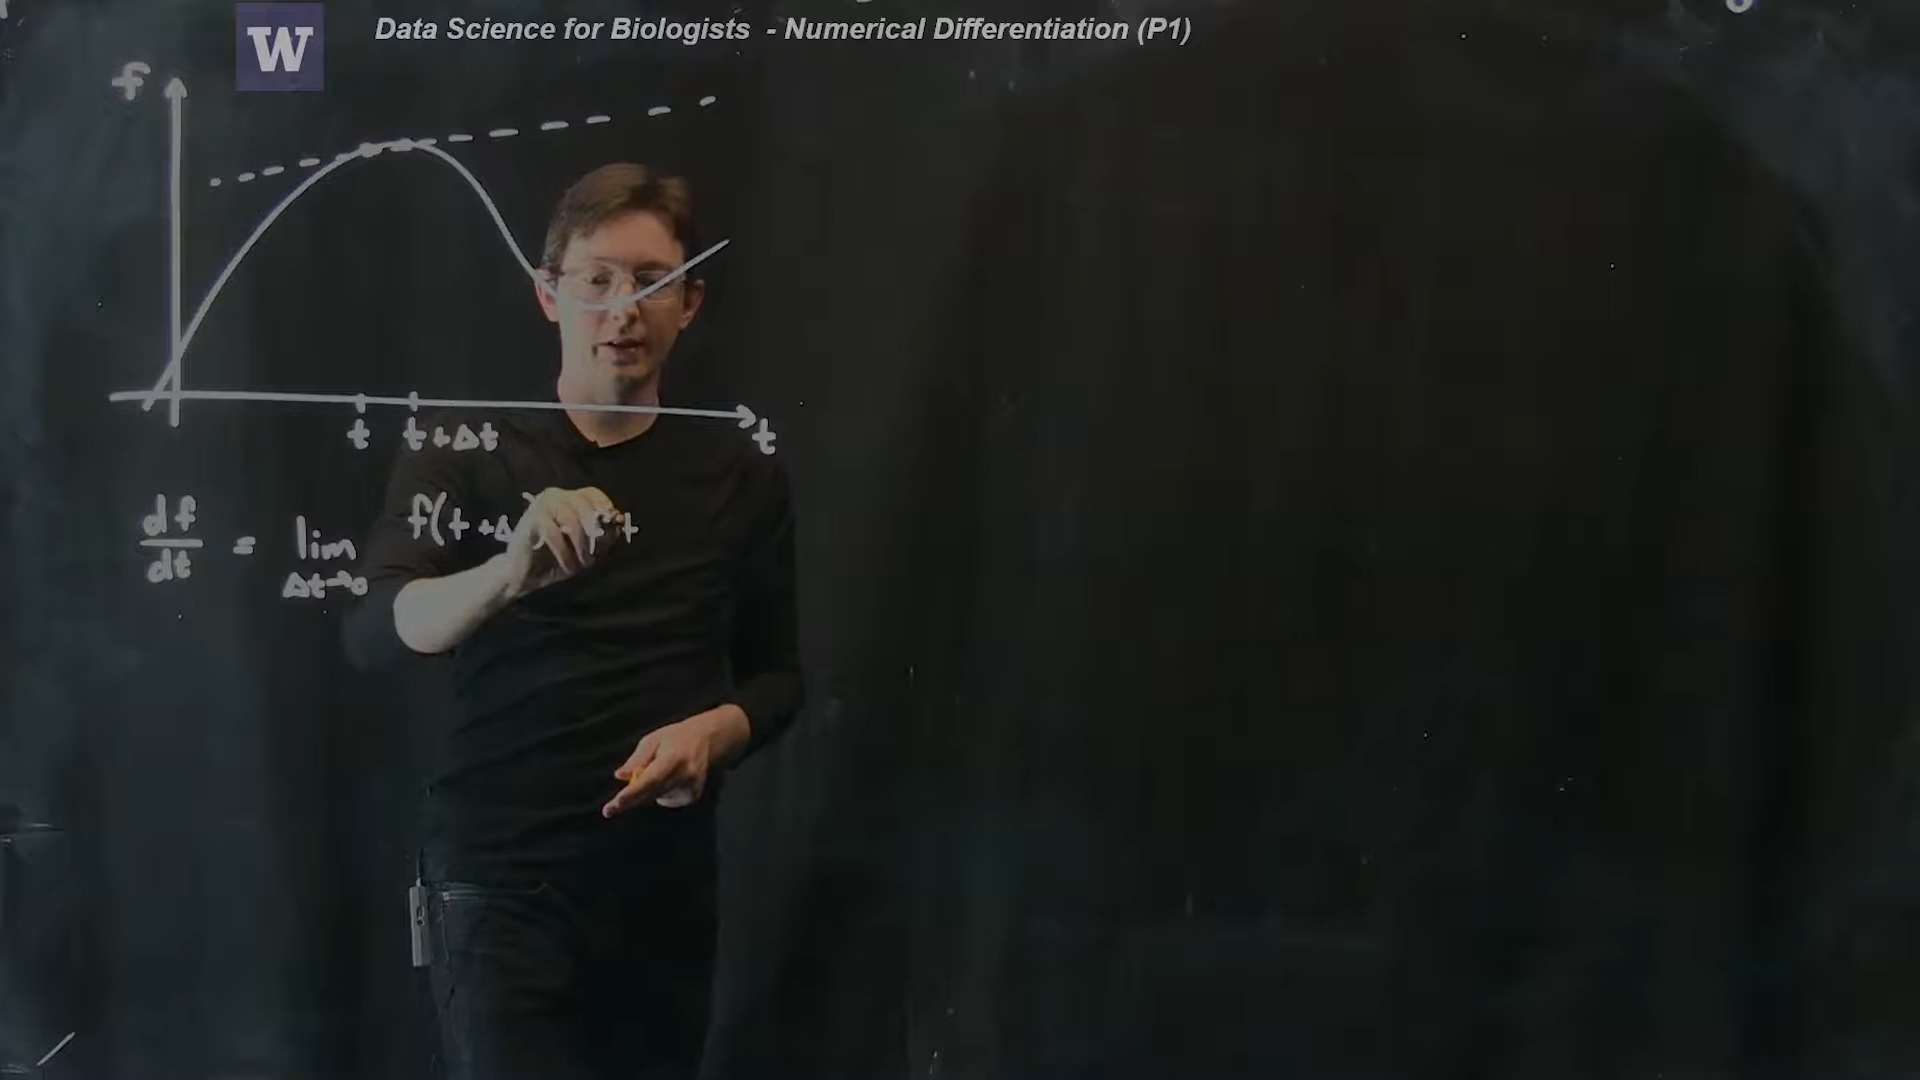 W
Data Science for Biologists - Numerical Differentiation (P1)
f
t t+Δt t
df/dt = lim Δt→0 f(t+Δ ) - f t